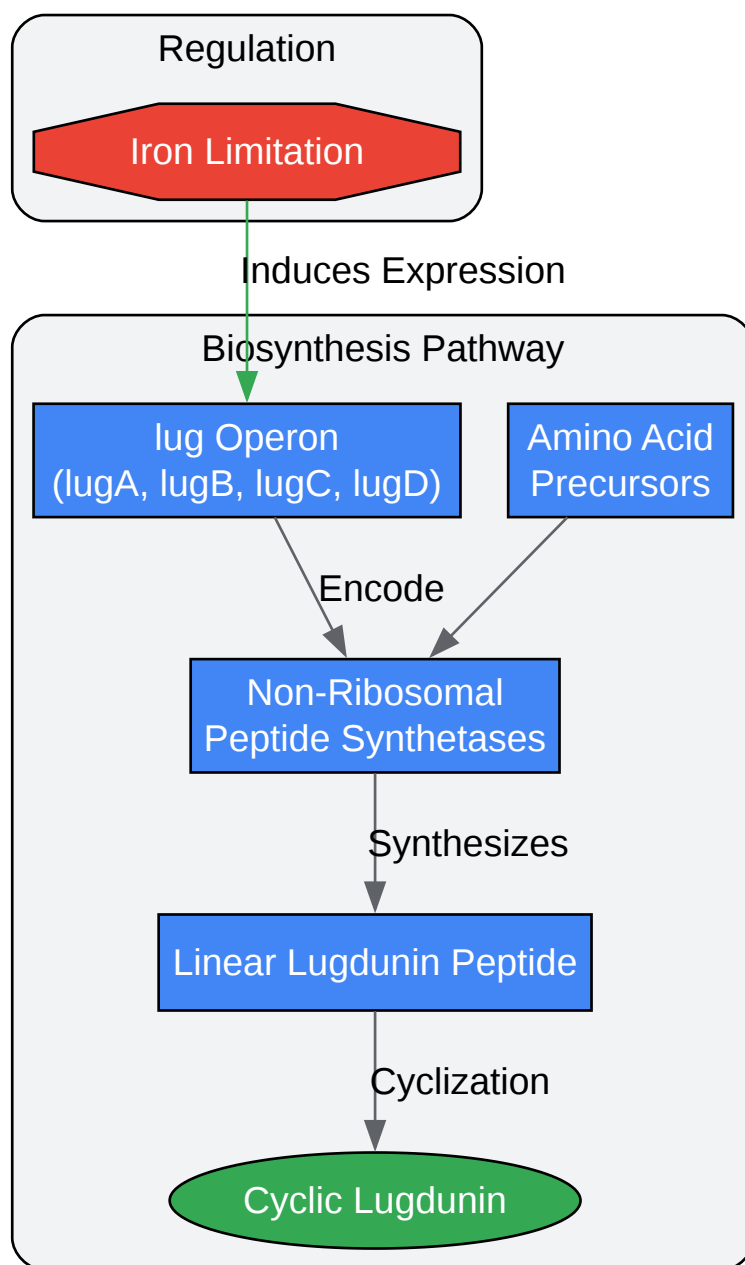 Regulation
Iron Limitation
Induces Expression
Biosynthesis Pathway
lug Operon
(lugA, lugB, lugC, lugD)
Amino Acid
Precursors
Encode
Non-Ribosomal
Peptide Synthetases
Synthesizes
Linear Lugdunin Peptide
Cyclization
Cyclic Lugdunin